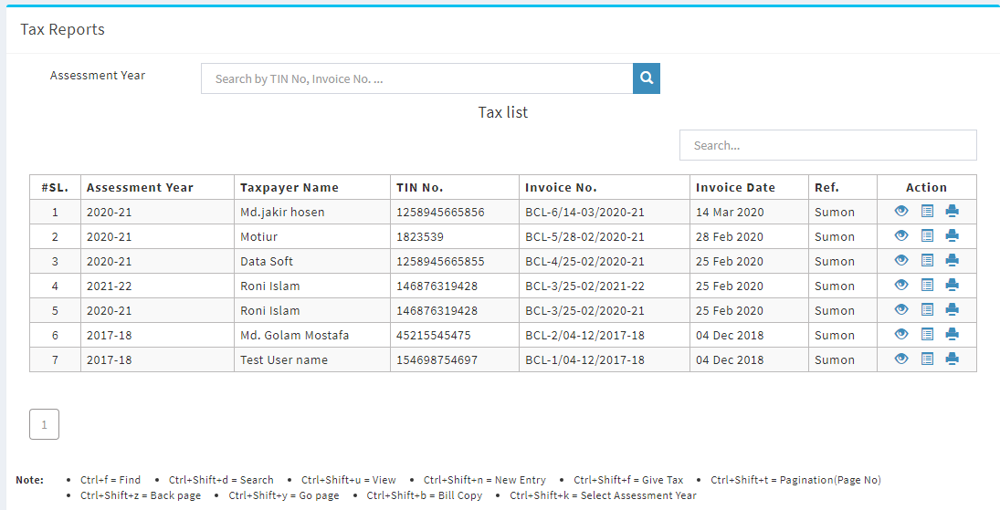 Tax Reports
Assessment Year Search by TIN No, Invoice No. ...
Tax list
Search...
#SL. Assessment Year Taxpayer Name TIN No. Invoice No. Invoice Date Ref. Action
1 2020-21 Md.jakir hosen 1258945665856 BCL-6/14-03/2020-21 14 Mar 2020 Sumon
2 2020-21 Motiur 1823539 BCL-5/28-02/2020-21 28 Feb 2020 Sumon
3 2020-21 Data Soft 1258945665855 BCL-4/25-02/2020-21 25 Feb 2020 Sumon
4 2021-22 Roni Islam 146876319428 BCL-3/25-02/2021-22 25 Feb 2020 Sumon
5 2020-21 Roni Islam 146876319428 BCL-3/25-02/2020-21 25 Feb 2020 Sumon
6 2017-18 Md. Golam Mostafa 45215545475 BCL-2/04-12/2017-18 04 Dec 2018 Sumon
7 2017-18 Test User name 154698754697 BCL-1/04-12/2017-18 04 Dec 2018 Sumon
1
Note: • Ctrl+f = Find • Ctrl+Shift+d = Search • Ctrl+Shift+u = View • Ctrl+Shift+n = New Entry • Ctrl+Shift+f = Give Tax • Ctrl+Shift+t = Pagination(Page No)
• Ctrl+Shift+z = Back page • Ctrl+Shift+y = Go page • Ctrl+Shift+b = Bill Copy • Ctrl+Shift+k = Select Assessment Year